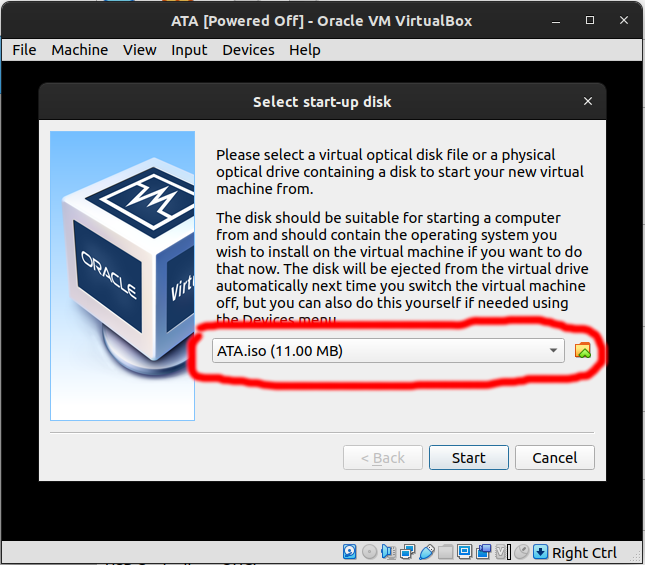 ATA [Powered Off] - Oracle VM VirtualBox
File Machine View Input Devices Help
Select start-up disk
Please select a virtual optical disk file or a physical
optical drive containing a disk to start your new virtual
machine from.
The disk should be suitable for starting a computer
from and should contain the operating system you
wish to install on the virtual machine if you want to do
that now. The disk will be ejected from the virtual drive
automatically next time you switch the virtual machine
off, but you can also do this yourself if needed using
the Devices menu
ORACLE
Virtu
ATA.iso (11.00 MB)
< Back Start Cancel
Right Ctrl